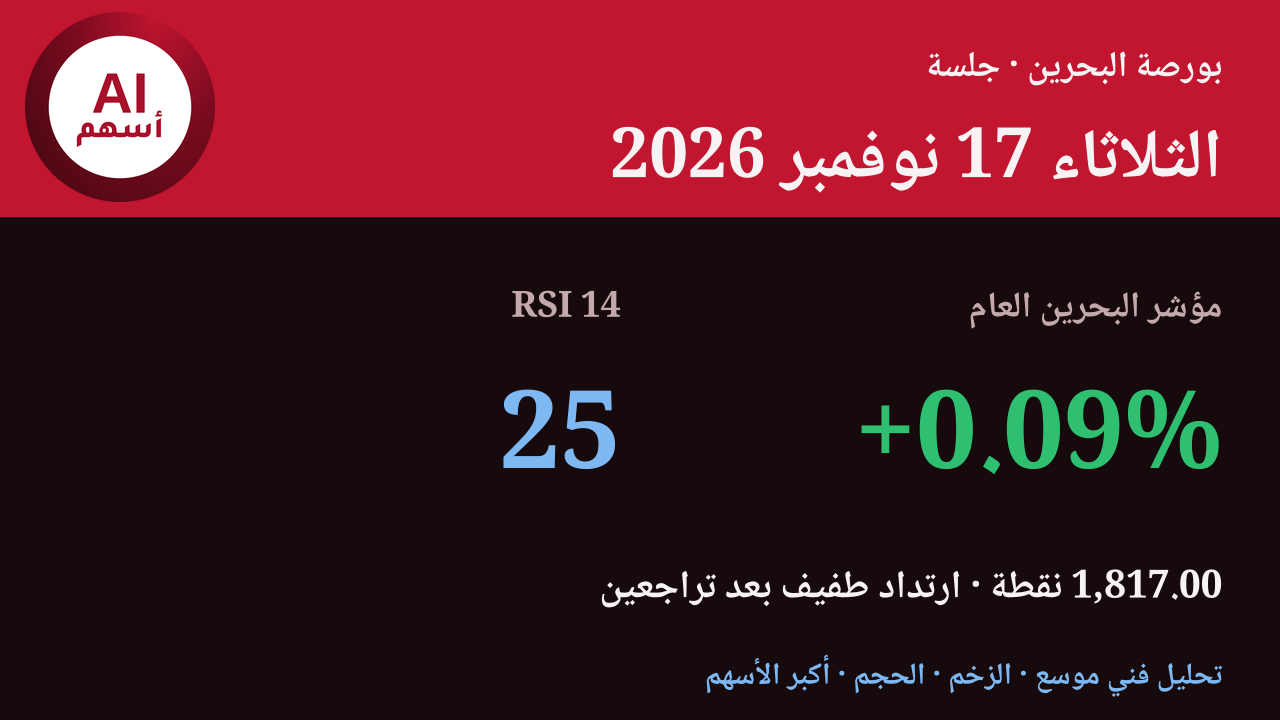 بورصة البحرين · جلسة
الثلاثاء 17 نوفمبر 2026
AI
أسهم
مؤشر البحرين العام
+0.09%
RSI 14
25
1,817.00 نقطة · ارتداد طفيف بعد تراجعين
تحليل فني موسع · الزخم · الحجم · أكبر الأسهم